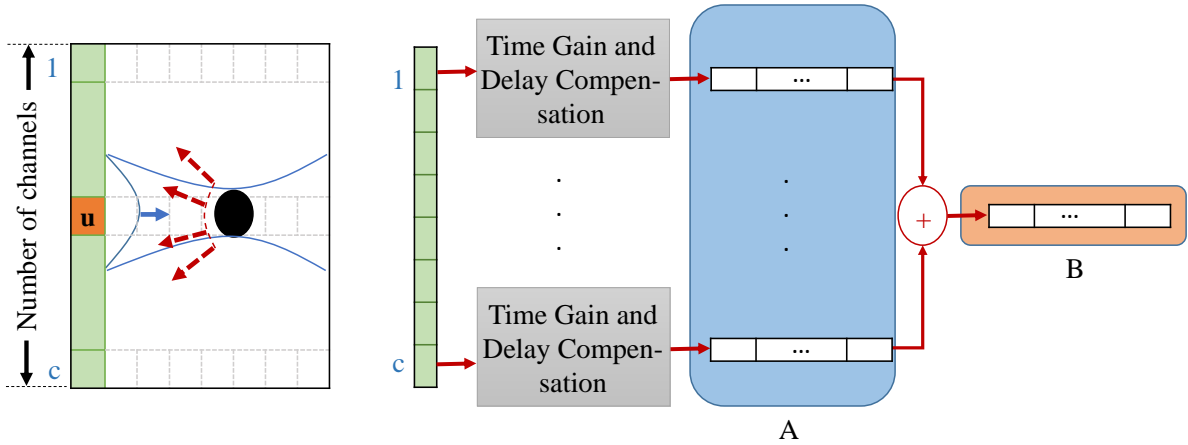 Number of channels
1
u
c
1
c
Time Gain and
Delay Compen-
sation
...
.
.
.
.
.
.
Time Gain and
Delay Compen-
sation
...
A
+
...
B